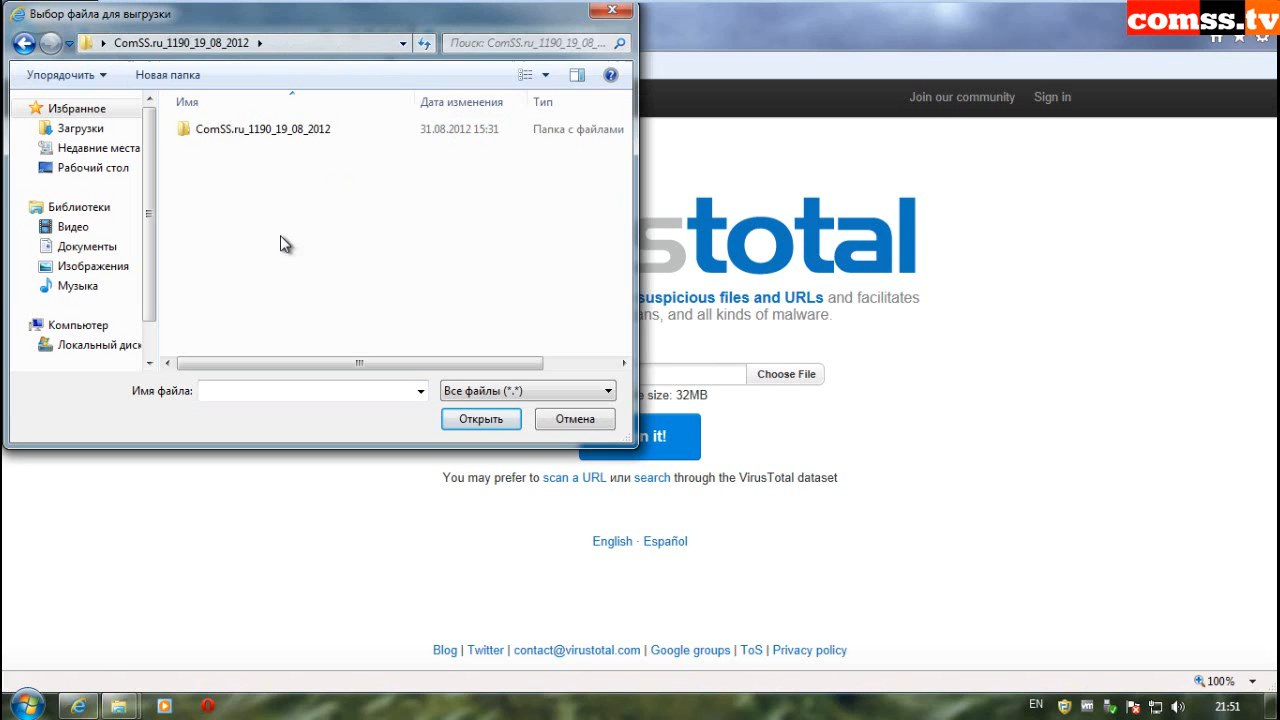 Выбор файла для выгрузки
comss.tv
ComSS.ru_1190_19_08_2012
Поиск: ComSS.ru_1190_19_08_...
Упорядочить
Новая папка
Join our community
Sign in
Имя
Дата изменения
Тип
Избранное
Загрузки
Недавние места
Рабочий стол
Библиотеки
Видео
Документы
Изображения
Музыка
Компьютер
Локальный диск
ComSS.ru_1190_19_08_2012
31.08.2012 15:31
Папка с файлами
stotal
suspicious files and URLs and facilitates
ns, and all kinds of malware.
Choose File
Имя файла:
Все файлы (*.*)
e size: 32MB
Открыть
Отмена
n it!
You may prefer to scan a URL или search through the VirusTotal dataset
English · Español
Blog | Twitter | contact@virustotal.com | Google groups | ToS | Privacy policy
100%
EN
21:51